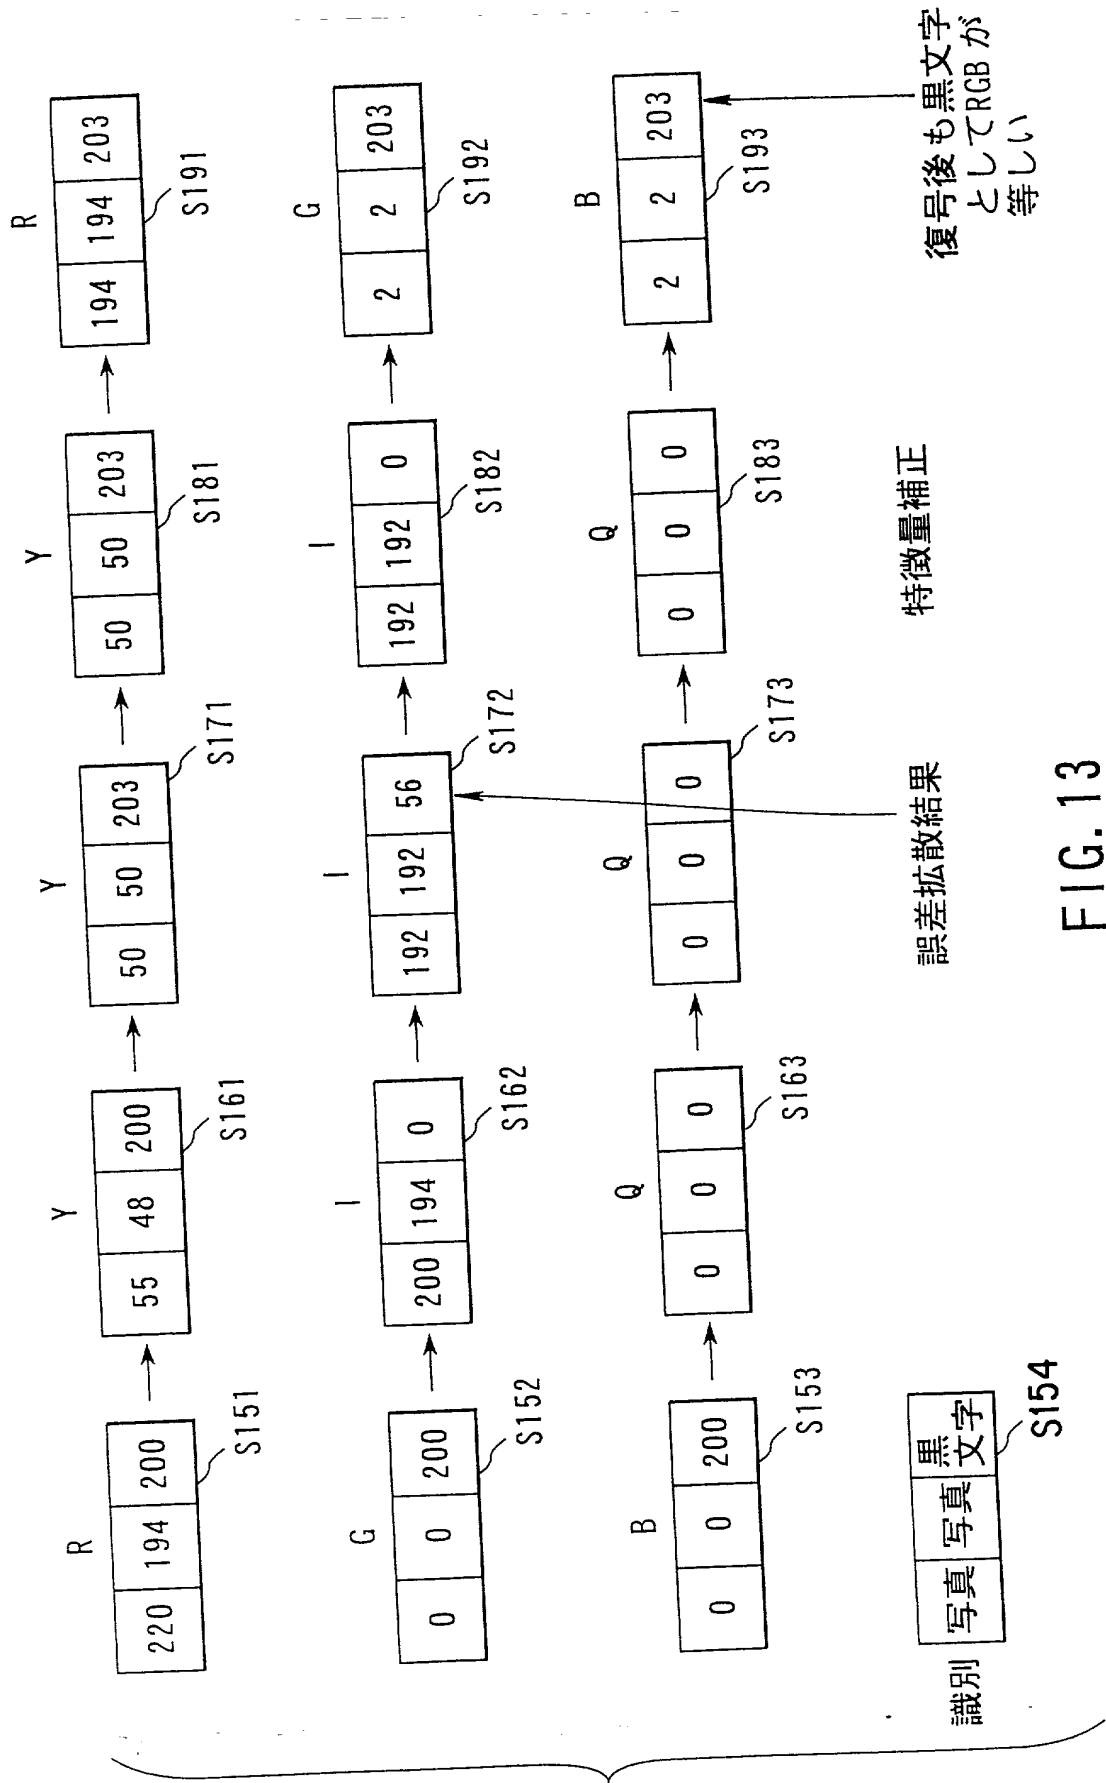 R
220 194 200
S151
Y
55 48 200
S161
Y
50 50 203
S171
Y
50 50 203
S181
R
194 194 203
S191
G
0 0 200
S152
I
200 194 0
S162
I
192 192 56
S172
I
192 192 0
S182
G
2 2 203
S192
B
0 0 200
S153
Q
0 0 0
S163
Q
0 0 0
S173
Q
0 0 0
S183
B
2 2 203
S193
識別
写真 写真 黒
文字
S154
誤差拡散結果
特徴量補正
復号後も黒文字
としてRGBが
等しい
FIG. 13